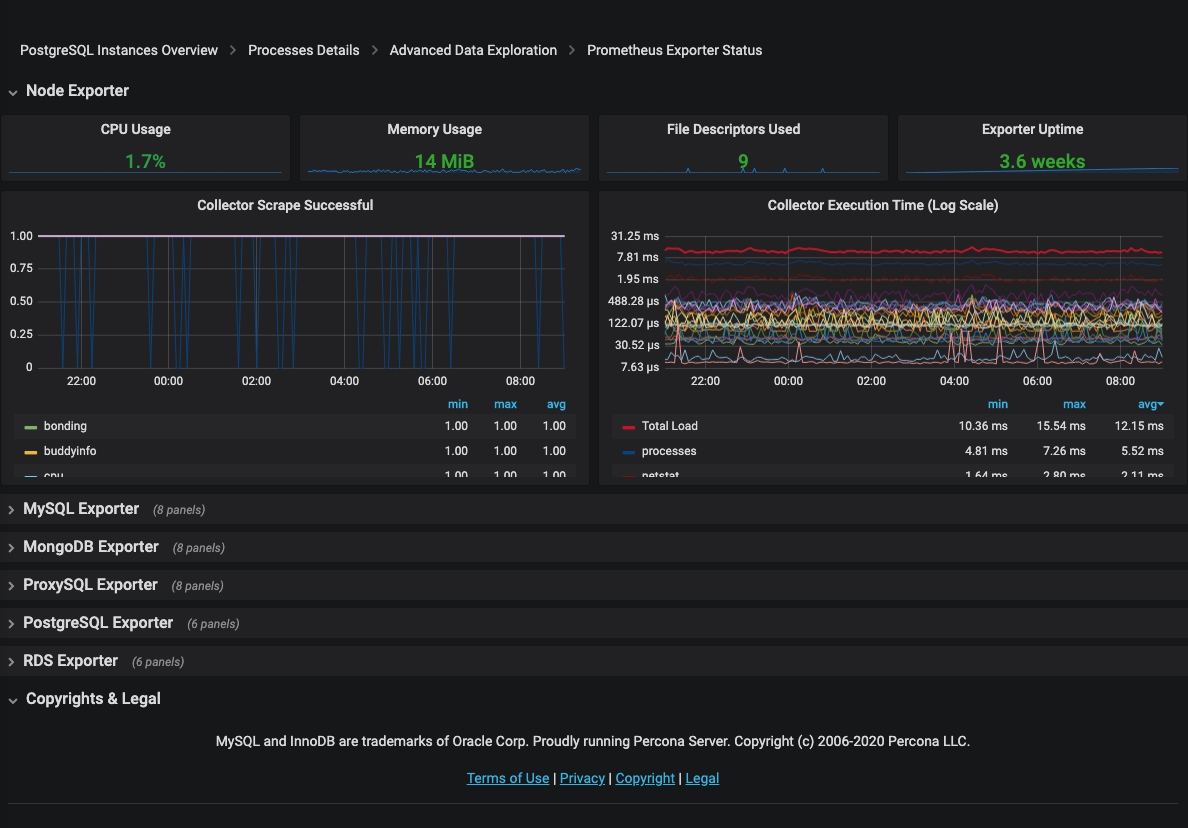 PostgreSQL Instances Overview > Processes Details > Advanced Data Exploration > Prometheus Exporter Status
Node Exporter
CPU Usage
1.7%
Memory Usage
14 MiB
File Descriptors Used
9
Exporter Uptime
3.6 weeks
Collector Scrape Successful
1.00
0.75
0.50
0.25
0
22:00 00:00 02:00 04:00 06:00 08:00
min max avg
bonding 1.00 1.00 1.00
buddyinfo 1.00 1.00 1.00
cpu 1.00 1.00 1.00
Collector Execution Time (Log Scale)
31.25 ms
7.81 ms
1.95 ms
488.28 µs
122.07 µs
30.52 µs
7.63 µs
22:00 00:00 02:00 04:00 06:00 08:00
min max avg
Total Load 10.36 ms 15.54 ms 12.15 ms
processes 4.81 ms 7.26 ms 5.52 ms
netstat 1.64 ms 2.80 ms 2.11 ms
MySQL Exporter (8 panels)
MongoDB Exporter (8 panels)
ProxySQL Exporter (8 panels)
PostgreSQL Exporter (6 panels)
RDS Exporter (6 panels)
Copyrights & Legal
MySQL and InnoDB are trademarks of Oracle Corp. Proudly running Percona Server. Copyright (c) 2006-2020 Percona LLC.
Terms of Use | Privacy | Copyright | Legal